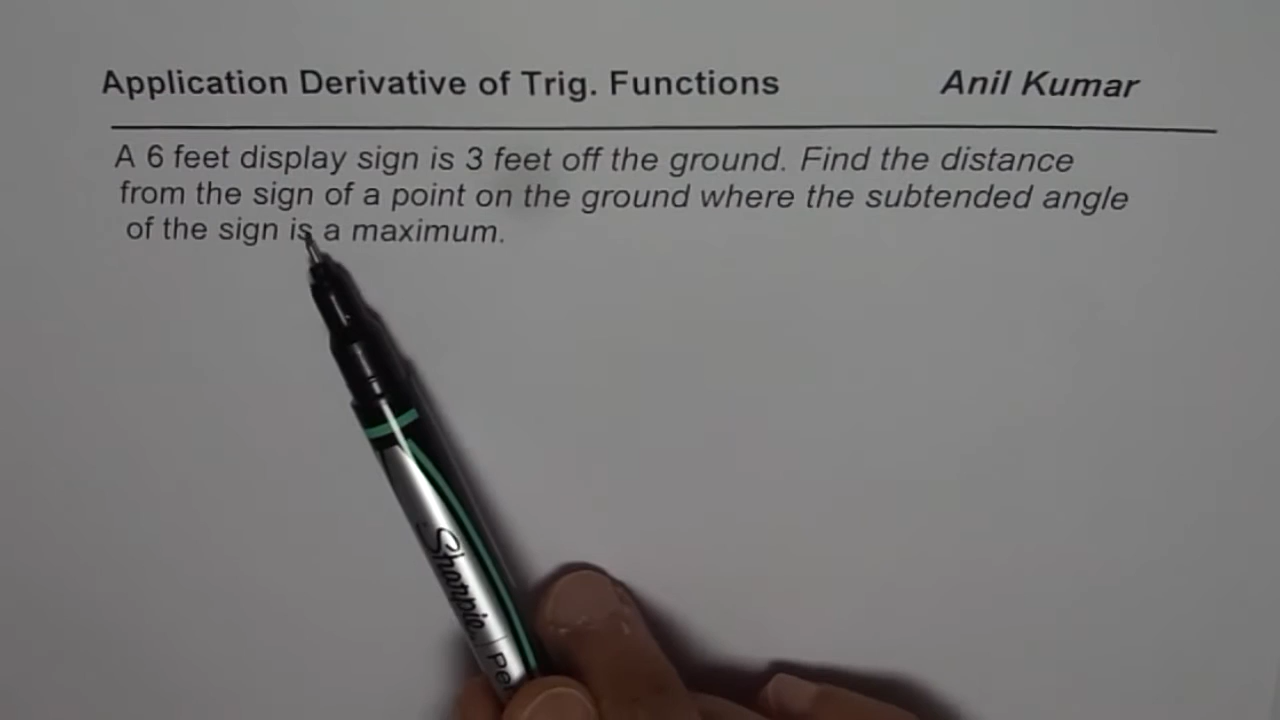 Application Derivative of Trig. Functions Anil Kumar
A 6 feet display sign is 3 feet off the ground. Find the distance
from the sign of a point on the ground where the subtended angle
of the sign is a maximum.
Sharpie
Pe